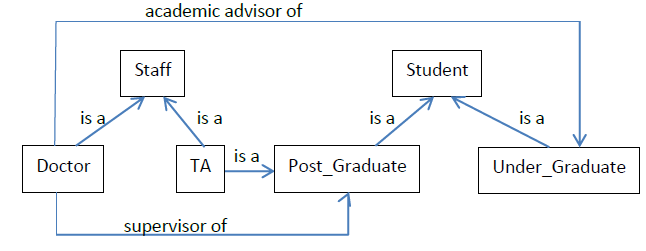 academic advisor of
Staff
Student
is a
is a
is a
is a
Doctor
TA
is a
Post_Graduate
Under_Graduate
supervisor of